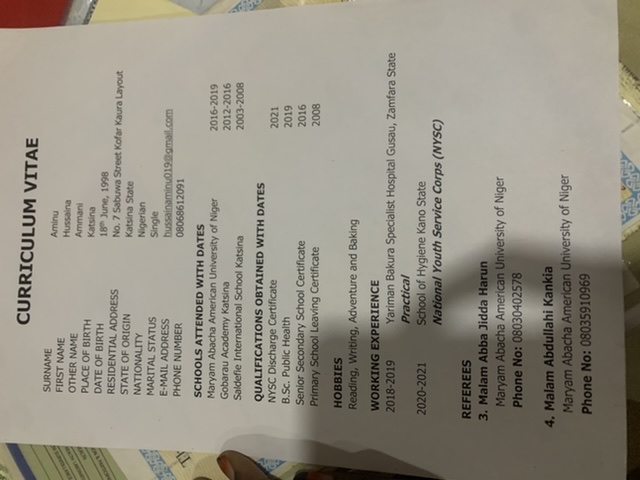 CURRICULUM VITAE
SURNAME Aminu
FIRST NAME Hussaina
OTHER NAME Ammani
PLACE OF BIRTH Katsina
DATE OF BIRTH 18th June, 1998
RESIDENTIAL ADDRESS No. 7 Sabuwa Street Kofar Kaura Layout
STATE OF ORIGIN Katsina State
NATIONALITY Nigerian
MARITAL STATUS Single
E-MAIL ADDRESS hussainaminu019@gmail.com
PHONE NUMBER 08068612091
SCHOOLS ATTENDED WITH DATES
Maryam Abacha American University of Niger 2016-2019
Gobarau Academy Katsina 2012-2016
Saldefie International School Katsina 2003-2008
QUALIFICATIONS OBTAINED WITH DATES
NYSC Discharge Certificate 2021
B.Sc. Public Health 2019
Senior Secondary School Certificate 2016
Primary School Leaving Certificate 2008
HOBBIES
Reading, Writing, Adventure and Baking
WORKING EXPERIENCE
2018-2019 Yariman Bakura Specialist Hospital Gusau, Zamfara State
Practical
2020-2021 School of Hygiene Kano State
National Youth Service Corps (NYSC)
REFEREES
3. Malam Abba Jidda Harun
Maryam Abacha American University of Niger
Phone No: 08030402578
4. Malam Abdullahi Kankia
Maryam Abacha American University of Niger
Phone No: 08035910969